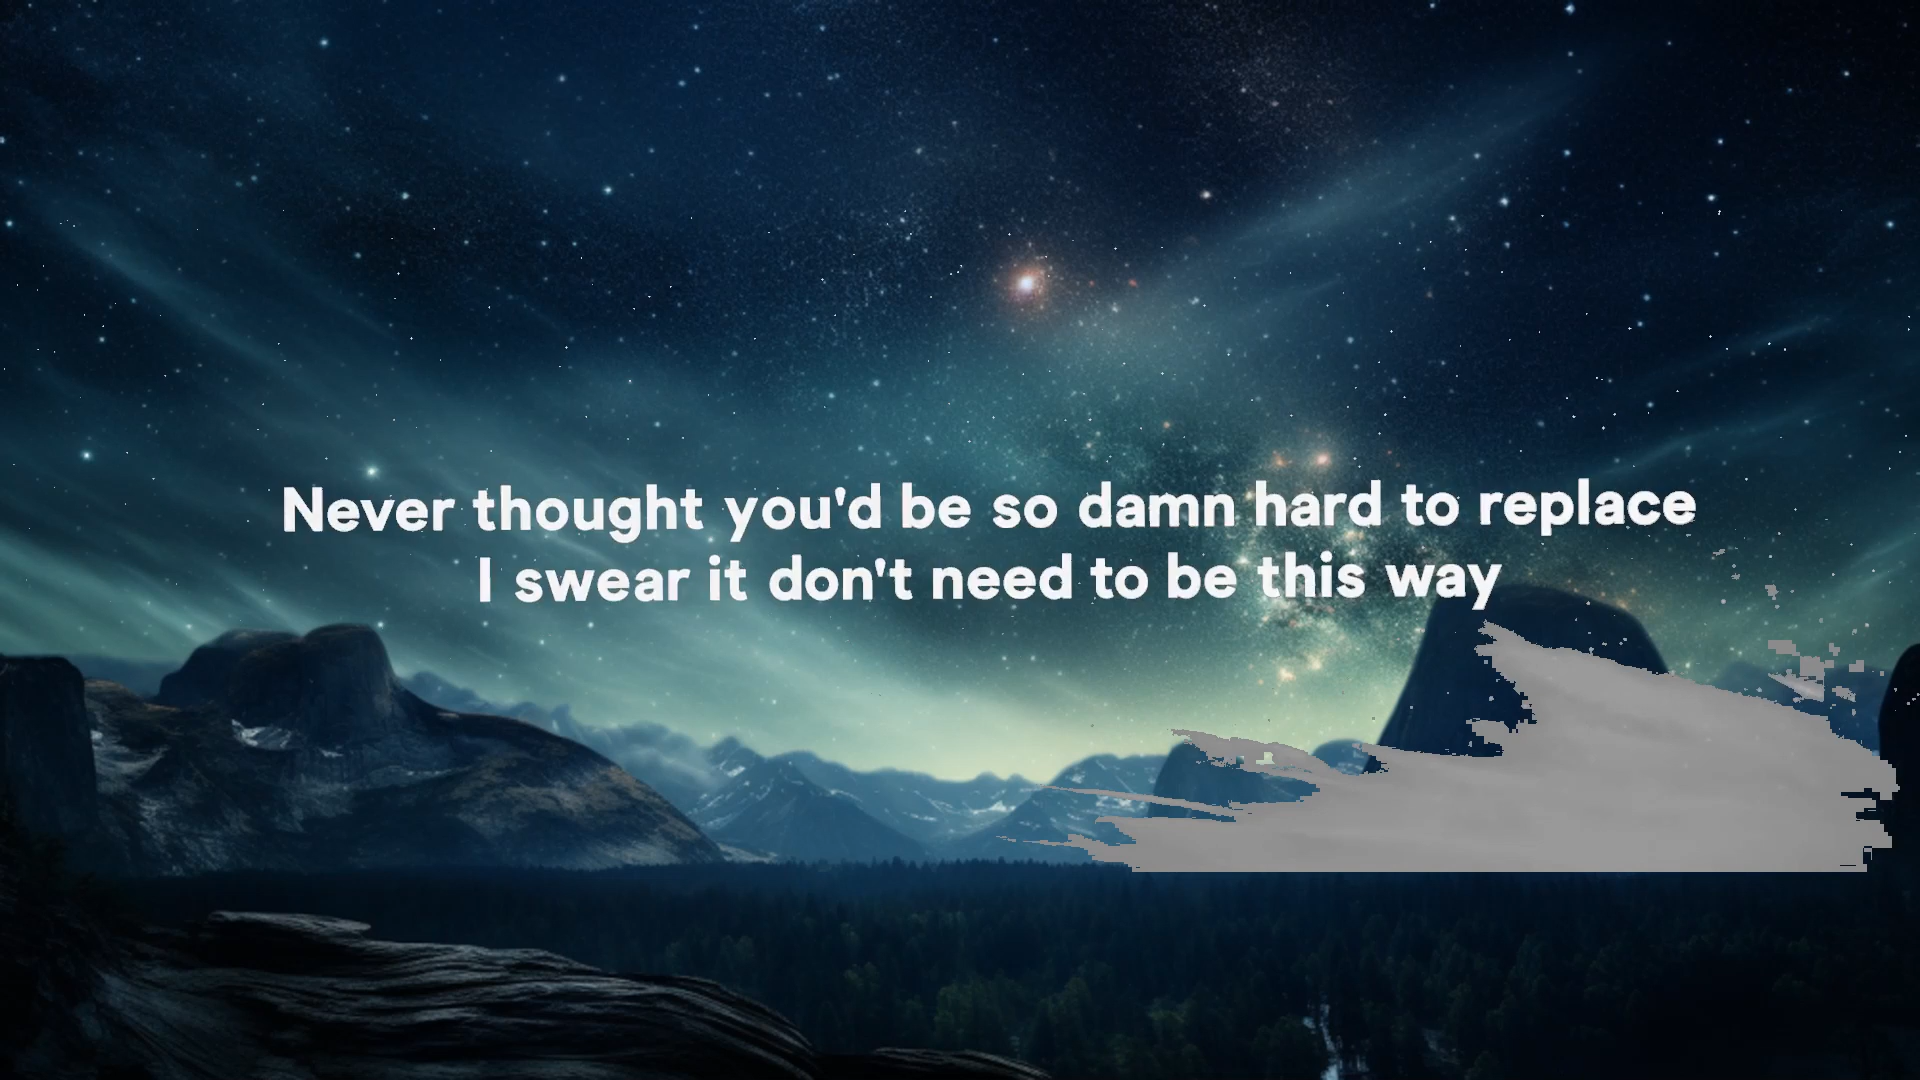 Never thought you'd be so damn hard to replace
I swear it don't need to be this way